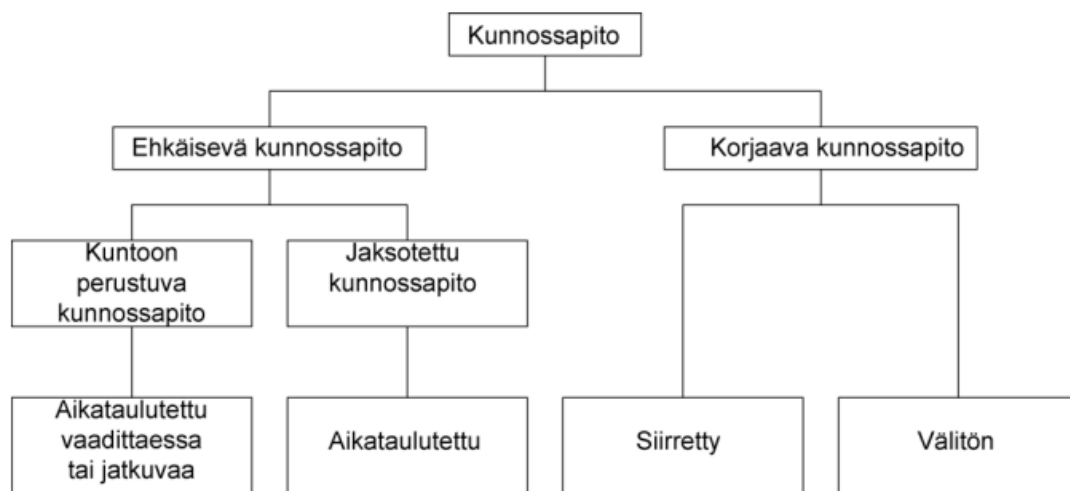 Kunnossapito
Ehkäisevä kunnossapito
Korjaava kunnossapito
Kuntoon
perustuva
kunnossapito
Jaksotettu
kunnossapito
Aikataulutettu
vaadittaessa
tai jatkuvaa
Aikataulutettu
Siirretty
Välitön